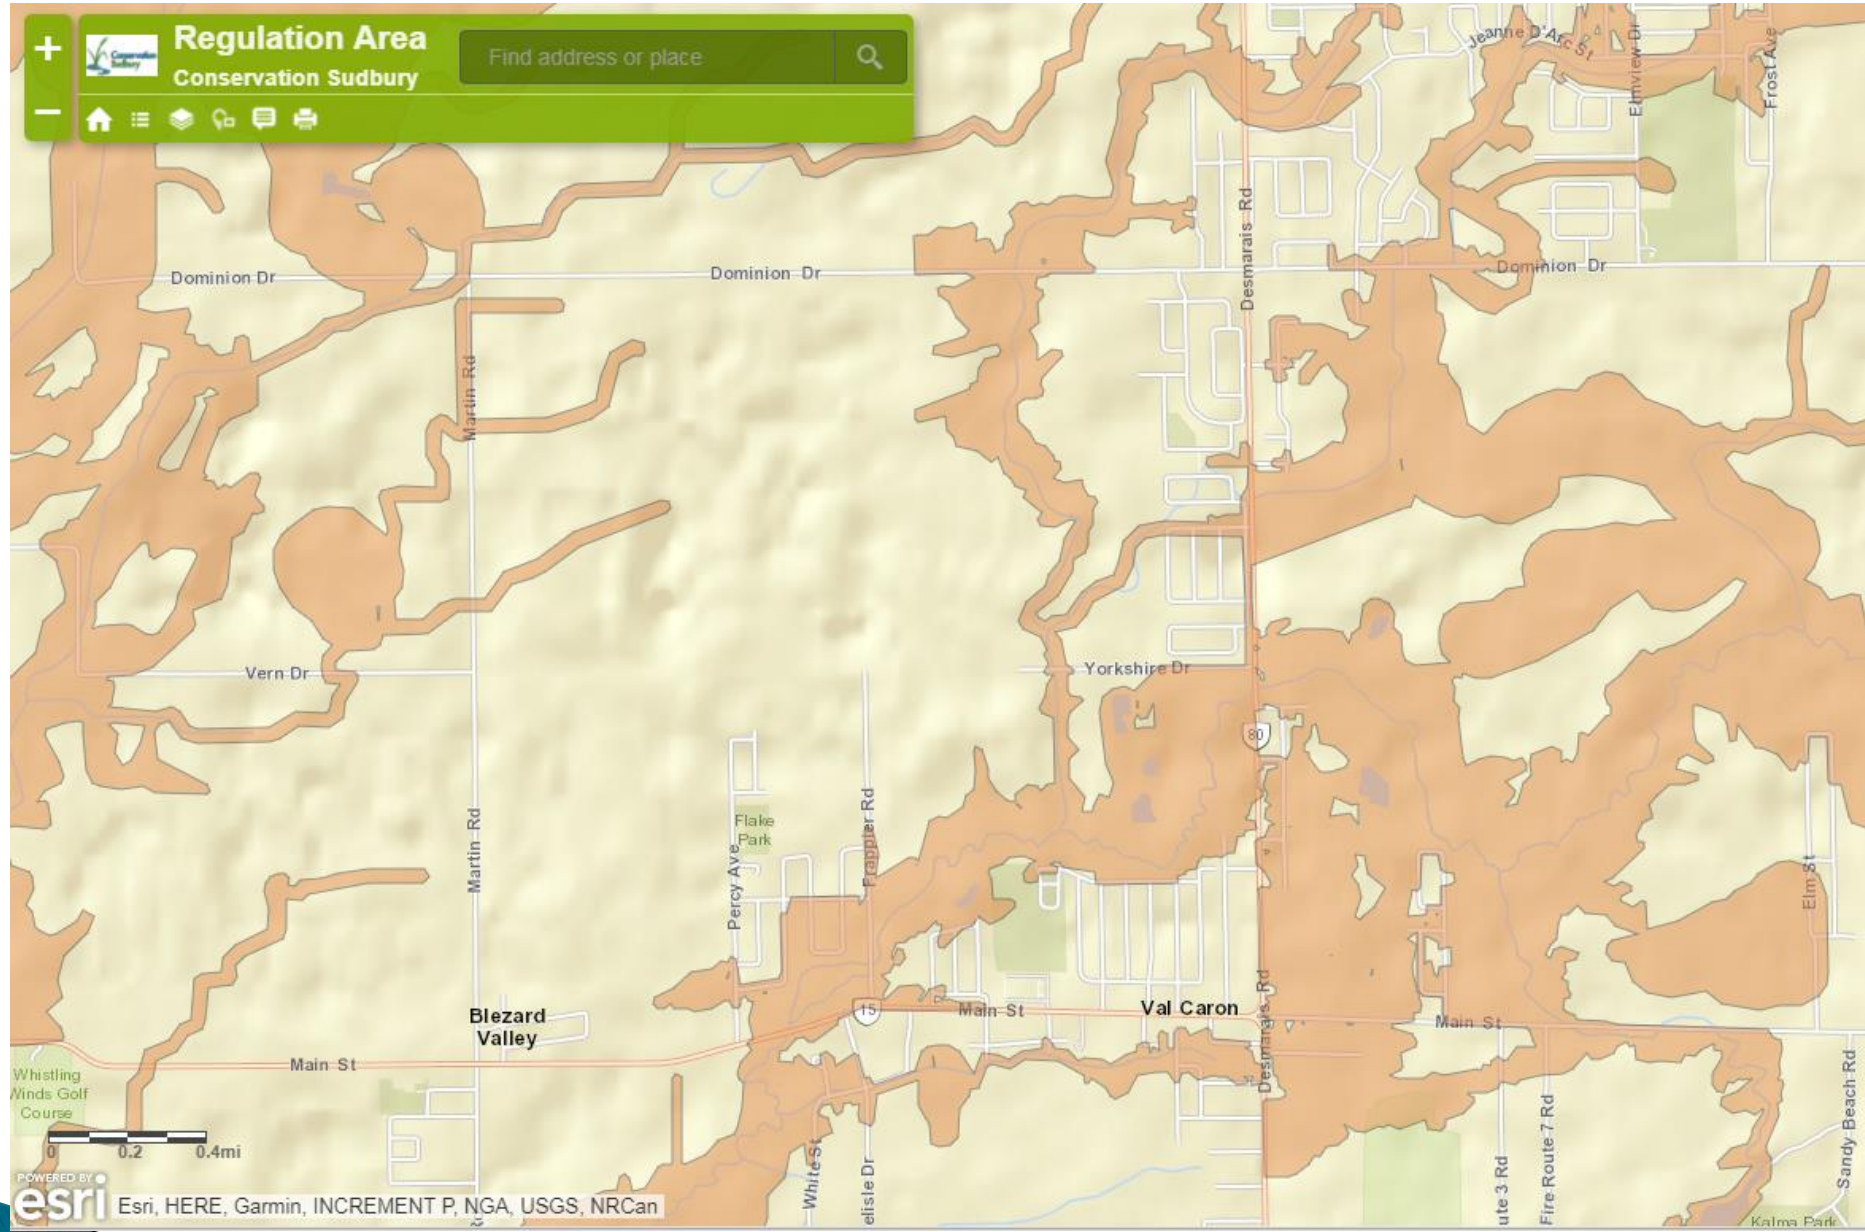 +
Conservation
Sudbury
Regulation Area
Conservation Sudbury
Find address or place
−
Jeanne D'Arc St
Elmview Dr
Frost Ave
Desmarais Rd
Dominion Dr
Dominion Dr
Dominion Dr
Martin Rd
Vern Dr
Yorkshire Dr
80
Flake
Park
Percy Ave
Frappier Rd
Martin Rd
Elm St
Desmarais Rd
Blezard
Valley
15
Main St
Val Caron
Main St
Main St
Whistling
Winds Golf
Course
0 0.2 0.4mi
White St
elisle Dr
ute 3 Rd
Fire Route 7 Rd
Sandy Beach Rd
Kalma Park
POWERED BY
esri
Esri, HERE, Garmin, INCREMENT P, NGA, USGS, NRCan